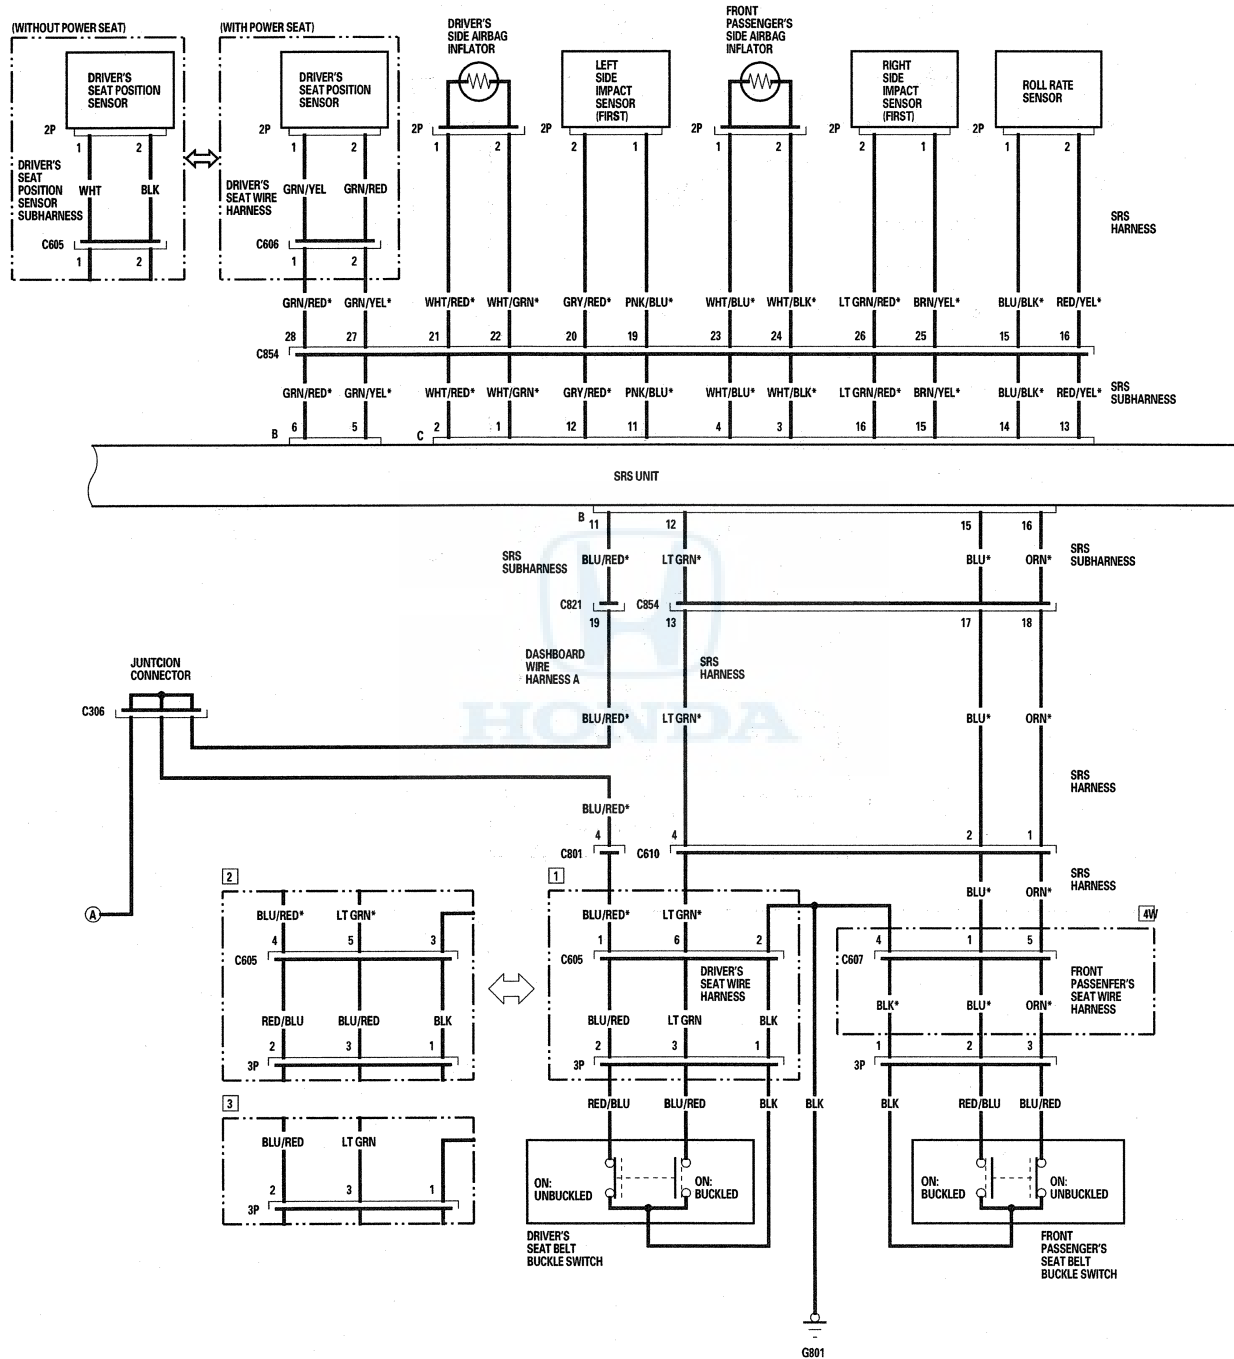 (WITHOUT POWER SEAT)
(WITH POWER SEAT)
DRIVER'S
SIDE AIRBAG
INFLATOR
FRONT
PASSENGER'S
SIDE AIRBAG
INFLATOR
DRIVER'S
SEAT POSITION
SENSOR
DRIVER'S
SEAT POSITION
SENSOR
LEFT
SIDE
IMPACT
SENSOR
(FIRST)
RIGHT
SIDE
IMPACT
SENSOR
(FIRST)
ROLL RATE
SENSOR
2P 2P 2P 2P 2P 2P 2P
1 2 1 2 1 2 2 1 1 2 2 1 1 2
DRIVER'S
SEAT
POSITION
SENSOR
SUBHARNESS
WHT BLK
DRIVER'S
SEAT WIRE
HARNESS
GRN/YEL GRN/RED
SRS
HARNESS
C605
1 2
C606
1 2
GRN/RED* GRN/YEL* WHT/RED* WHT/GRN* GRY/RED* PNK/BLU* WHT/BLU* WHT/BLK* LT GRN/RED* BRN/YEL* BLU/BLK* RED/YEL*
28 27 21 22 20 19 23 24 26 25 15 16
C854
GRN/RED* GRN/YEL* WHT/RED* WHT/GRN* GRY/RED* PNK/BLU* WHT/BLU* WHT/BLK* LT GRN/RED* BRN/YEL* BLU/BLK* RED/YEL*
SRS
SUBHARNESS
B 6 5 C 2 1 12 11 4 3 16 15 14 13
SRS UNIT
B 11 12 15 16
SRS
SUBHARNESS
BLU/RED* LT GRN* BLU* ORN*
SRS
SUBHARNESS
C821 C854
19 13 17 18
DASHBOARD
WIRE
HARNESS A
SRS
HARNESS
JUNTCION
CONNECTOR
C306
BLU/RED* LT GRN* BLU* ORN*
HONDA
SRS
HARNESS
BLU/RED*
4 4 2 1
C801 C610
SRS
HARNESS
BLU* ORN*
2
1
4W
A
BLU/RED* LT GRN*
4 5 3
C605
BLU/RED* LT GRN*
1 6 2
C605
4 1 5
C607
DRIVER'S
SEAT WIRE
HARNESS
FRONT
PASSENFER'S
SEAT WIRE
HARNESS
RED/BLU BLU/RED BLK
BLU/RED LT GRN BLK
BLK* BLU* ORN*
2 3 1
3P
2 3 1
3P
1 2 3
3P
3
RED/BLU BLU/RED BLK BLK BLK RED/BLU BLU/RED
BLU/RED LT GRN
2 3 1
3P
ON:
UNBUCKLED
ON:
BUCKLED
ON:
BUCKLED
ON:
UNBUCKLED
DRIVER'S
SEAT BELT
BUCKLE SWITCH
FRONT
PASSENGER'S
SEAT BELT
BUCKLE SWITCH
G801